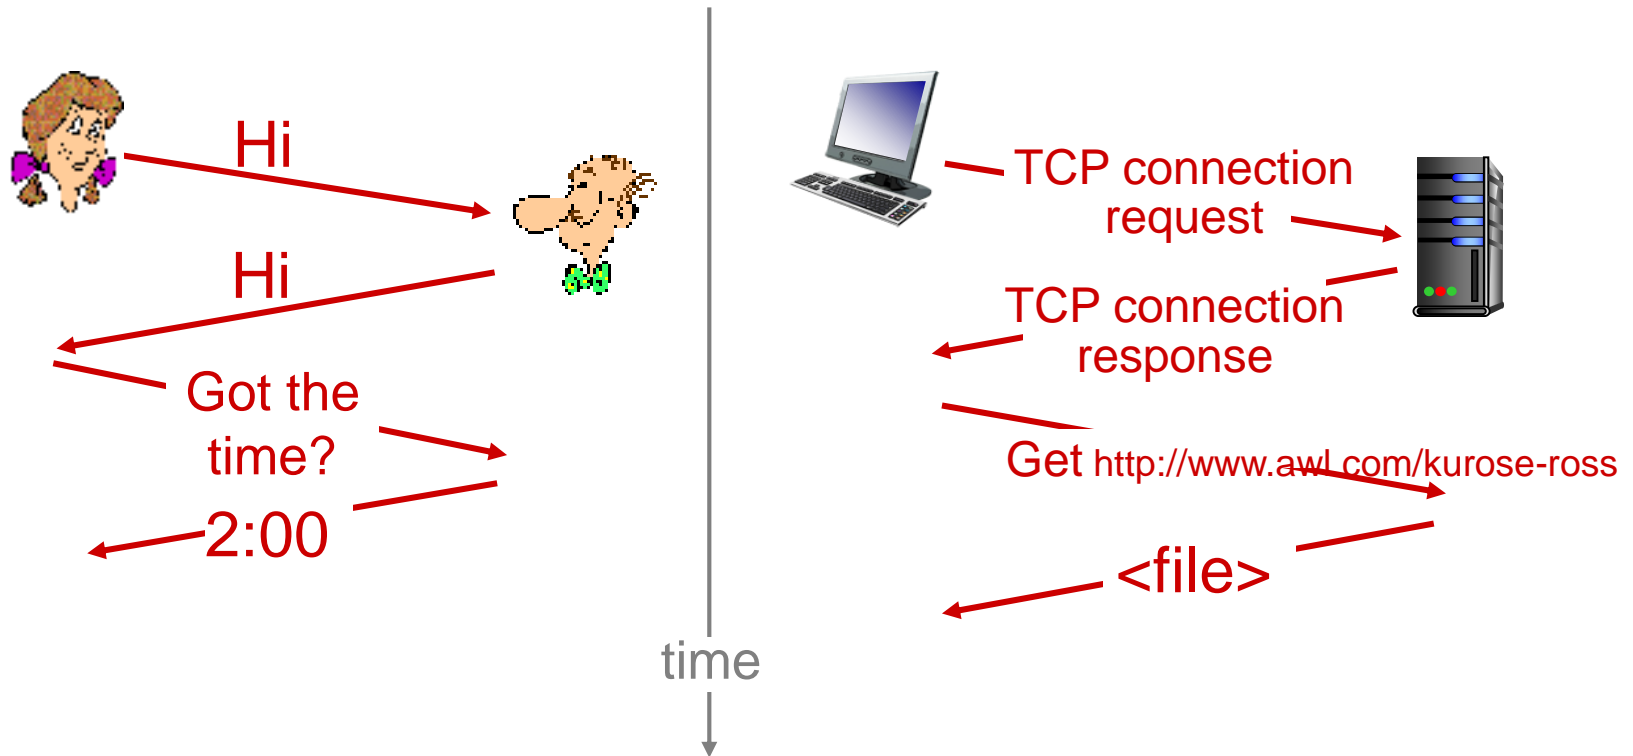 Hi
Hi
Got the
time?
2:00
TCP connection
request
TCP connection
response
Get http://www.awl.com/kurose-ross
<file>
time